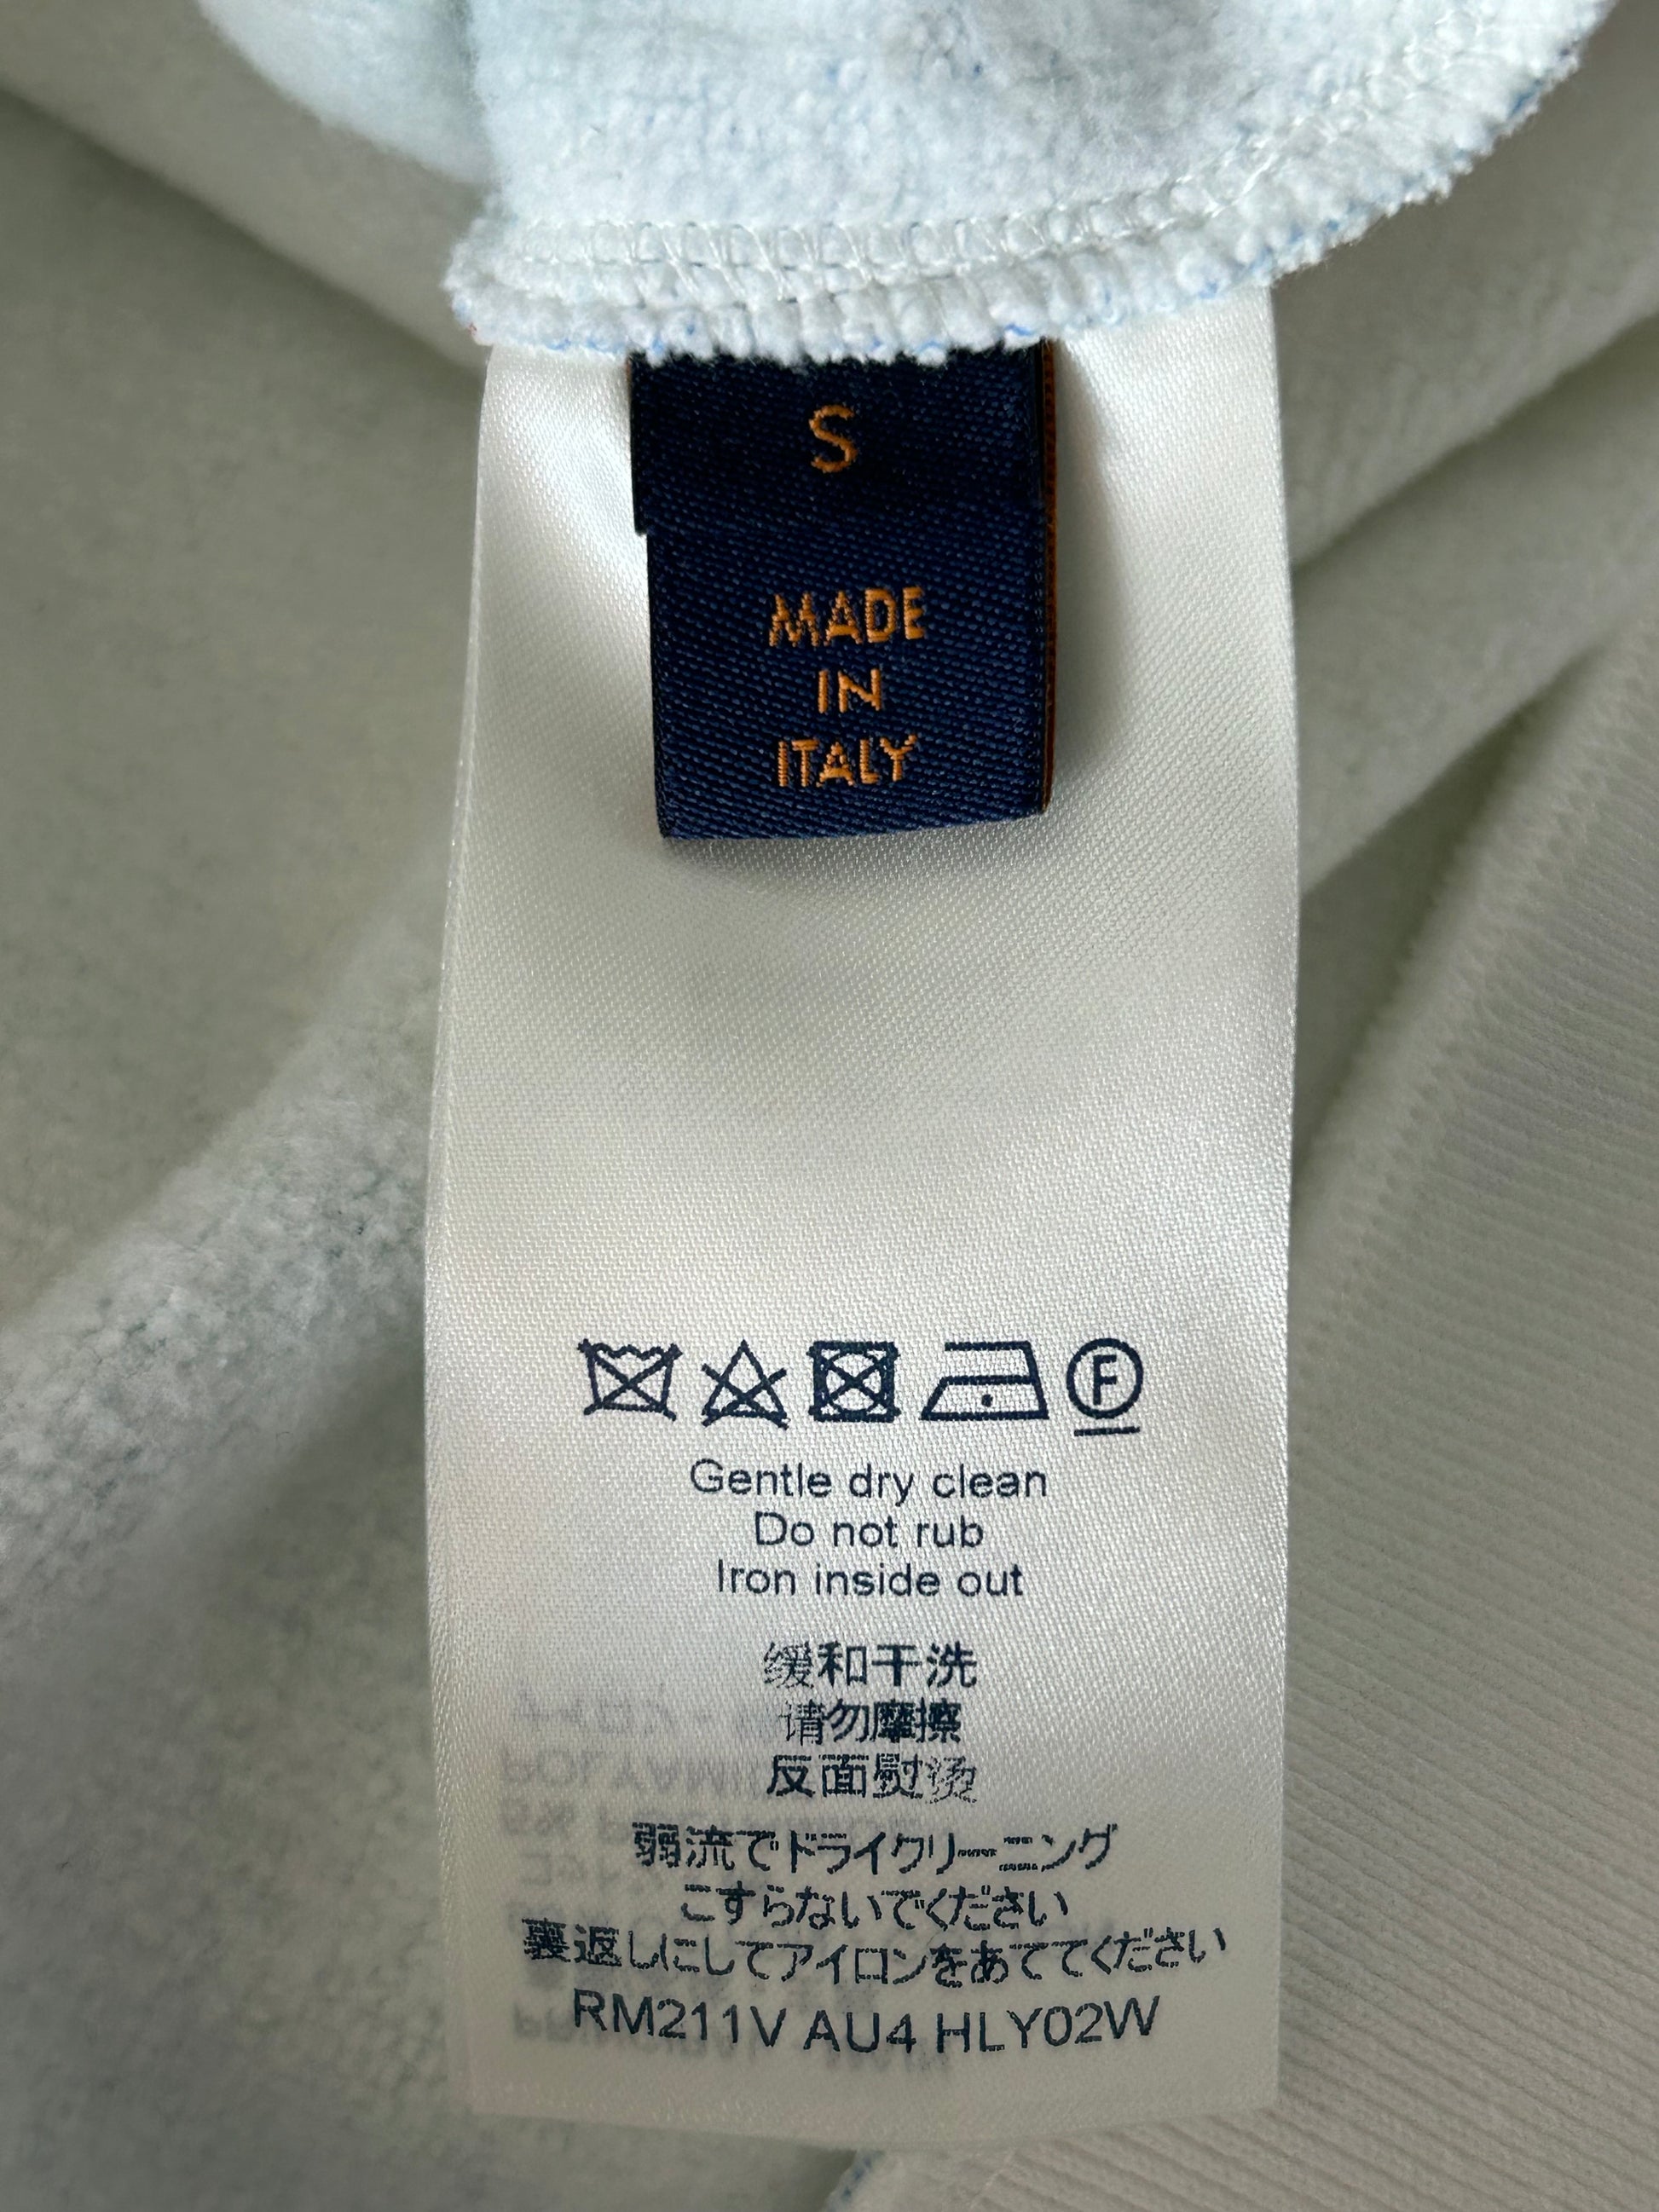 S
MADE
IN
ITALY
F
Gentle dry clean
Do not rub
Iron inside out
缓和干洗
请勿摩擦
反面熨烫
弱流でドライクリーニング
こすらないでください
裏返しにしてアイロンをあててください
RM211V AU4 HLY02W